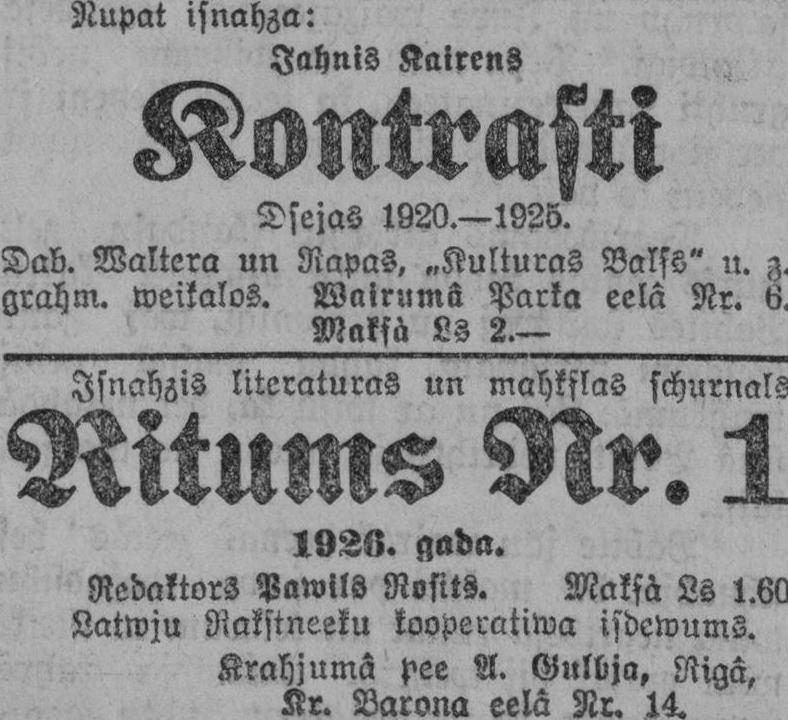 Nupat iſnahza:
Jahnis Kairens
Kontraſti
Dſejas 1920.—1925.
Dab. Waltera un Rapas, „Kulturas Balſs“ u. z.
grahm. weikalos. Wairumâ Parka eelâ Nr. 6.
Makſà Ls 2.—
Iſnahzis literaturas un mahkſlas ſchurnals
Ritums Nr. 1
1926. gada.
Redaktors Pawils Roſits. Makſà Ls 1.60
Latwju Rakſtneeku kooperatiwa iſdewums.
Krahjumâ pee A. Gulbja, Rigâ,
Kr. Barona eelâ Nr. 14.